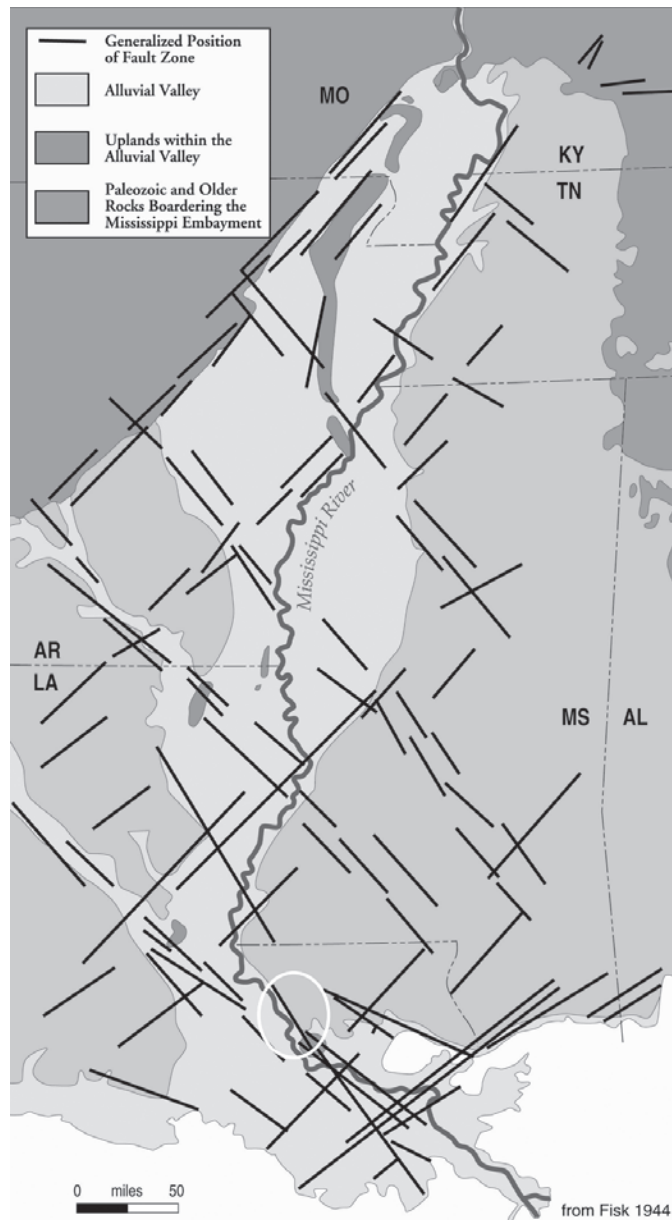 Generalized Position
of Fault Zone
Alluvial Valley
Uplands within the
Alluvial Valley
Paleozoic and Older
Rocks Boardering the
Mississippi Embayment
MO
KY
TN
Mississippi River
AR
LA
MS
AL
0 miles 50
from Fisk 1944